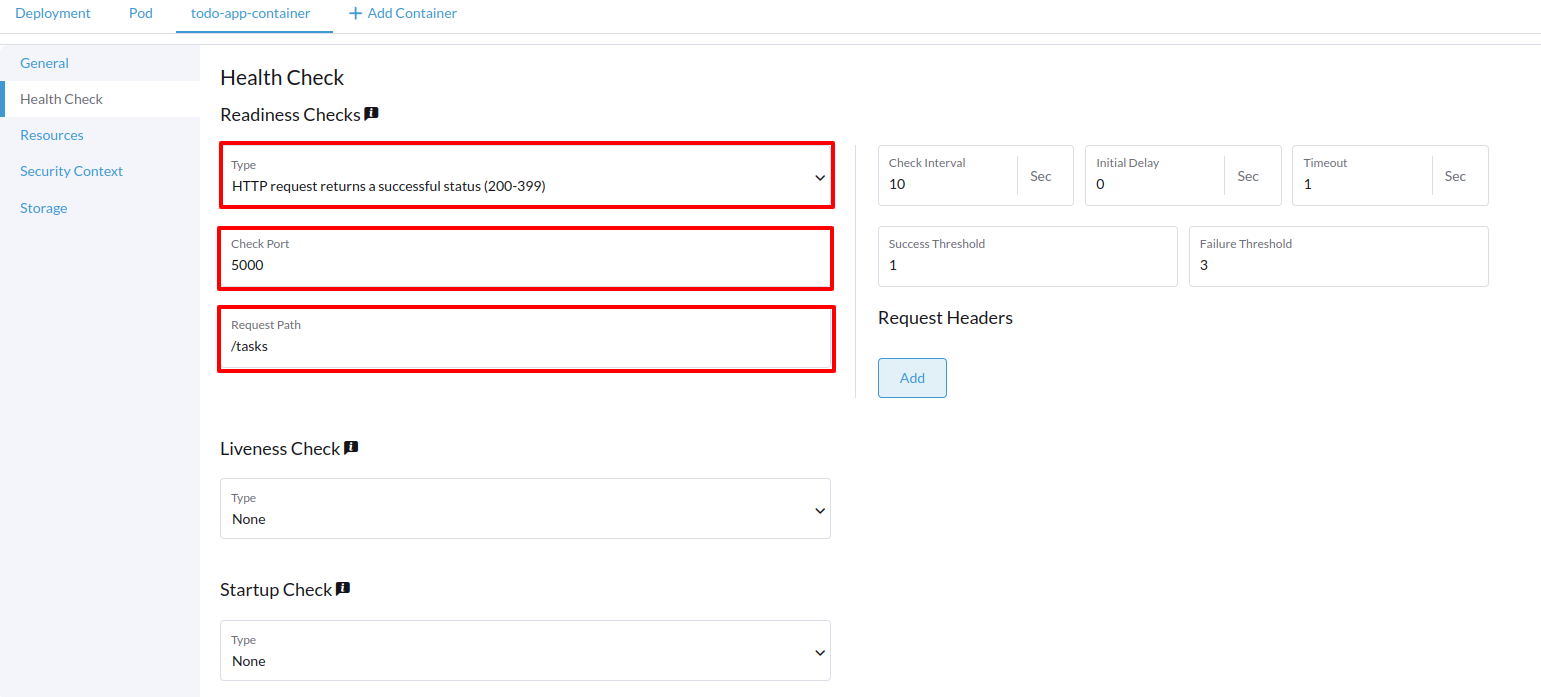 Deployment Pod todo-app-container + Add Container
General
Health Check
Resources
Security Context
Storage
Health Check
Readiness Checks
Type
HTTP request returns a successful status (200-399)
Check Port
5000
Request Path
/tasks
Check Interval
10
Sec
Initial Delay
0
Sec
Timeout
1
Sec
Success Threshold
1
Failure Threshold
3
Request Headers
Add
Liveness Check
Type
None
Startup Check
Type
None